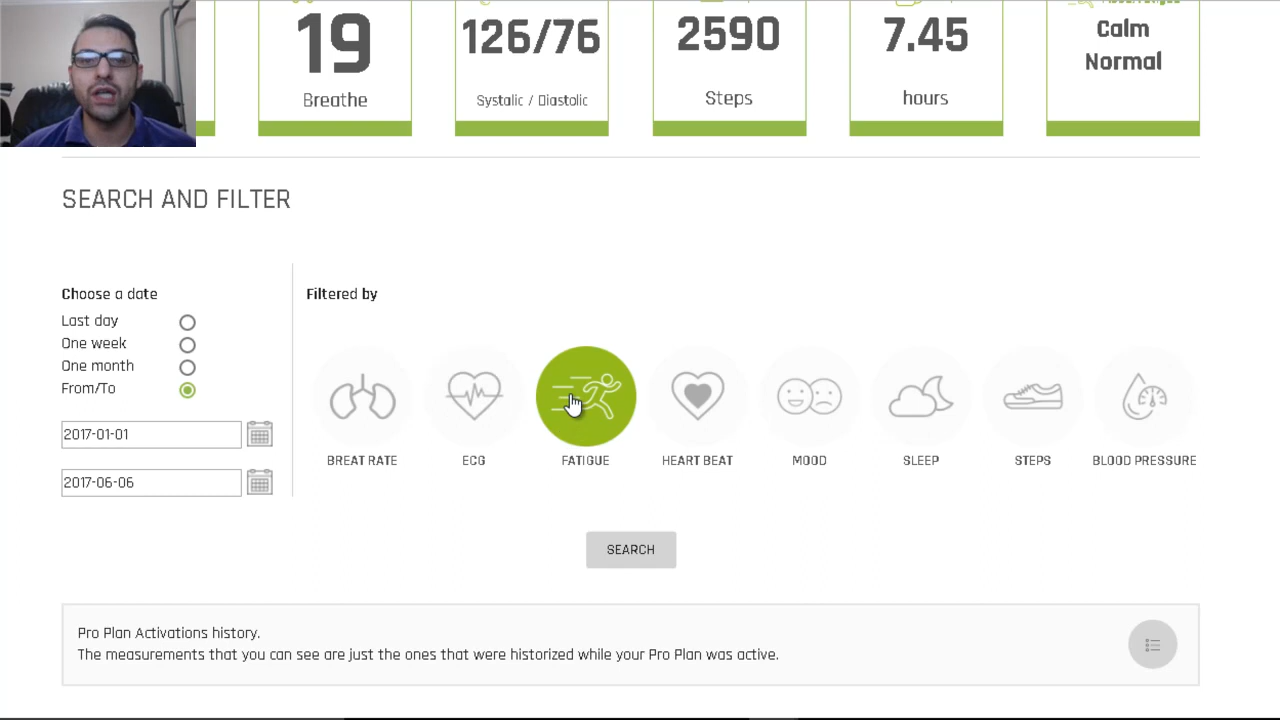 19
126/76
2590
7.45
Calm
Normal
Breathe
Systalic / Diastolic
Steps
hours
SEARCH AND FILTER
Choose a date
Last day
One week
One month
From/To
2017-01-01
2017-06-06
Filtered by
BREAT RATE
ECG
FATIGUE
HEART BEAT
MOOD
SLEEP
STEPS
BLOOD PRESSURE
SEARCH
Pro Plan Activations history.
The measurements that you can see are just the ones that were historized while your Pro Plan was active.